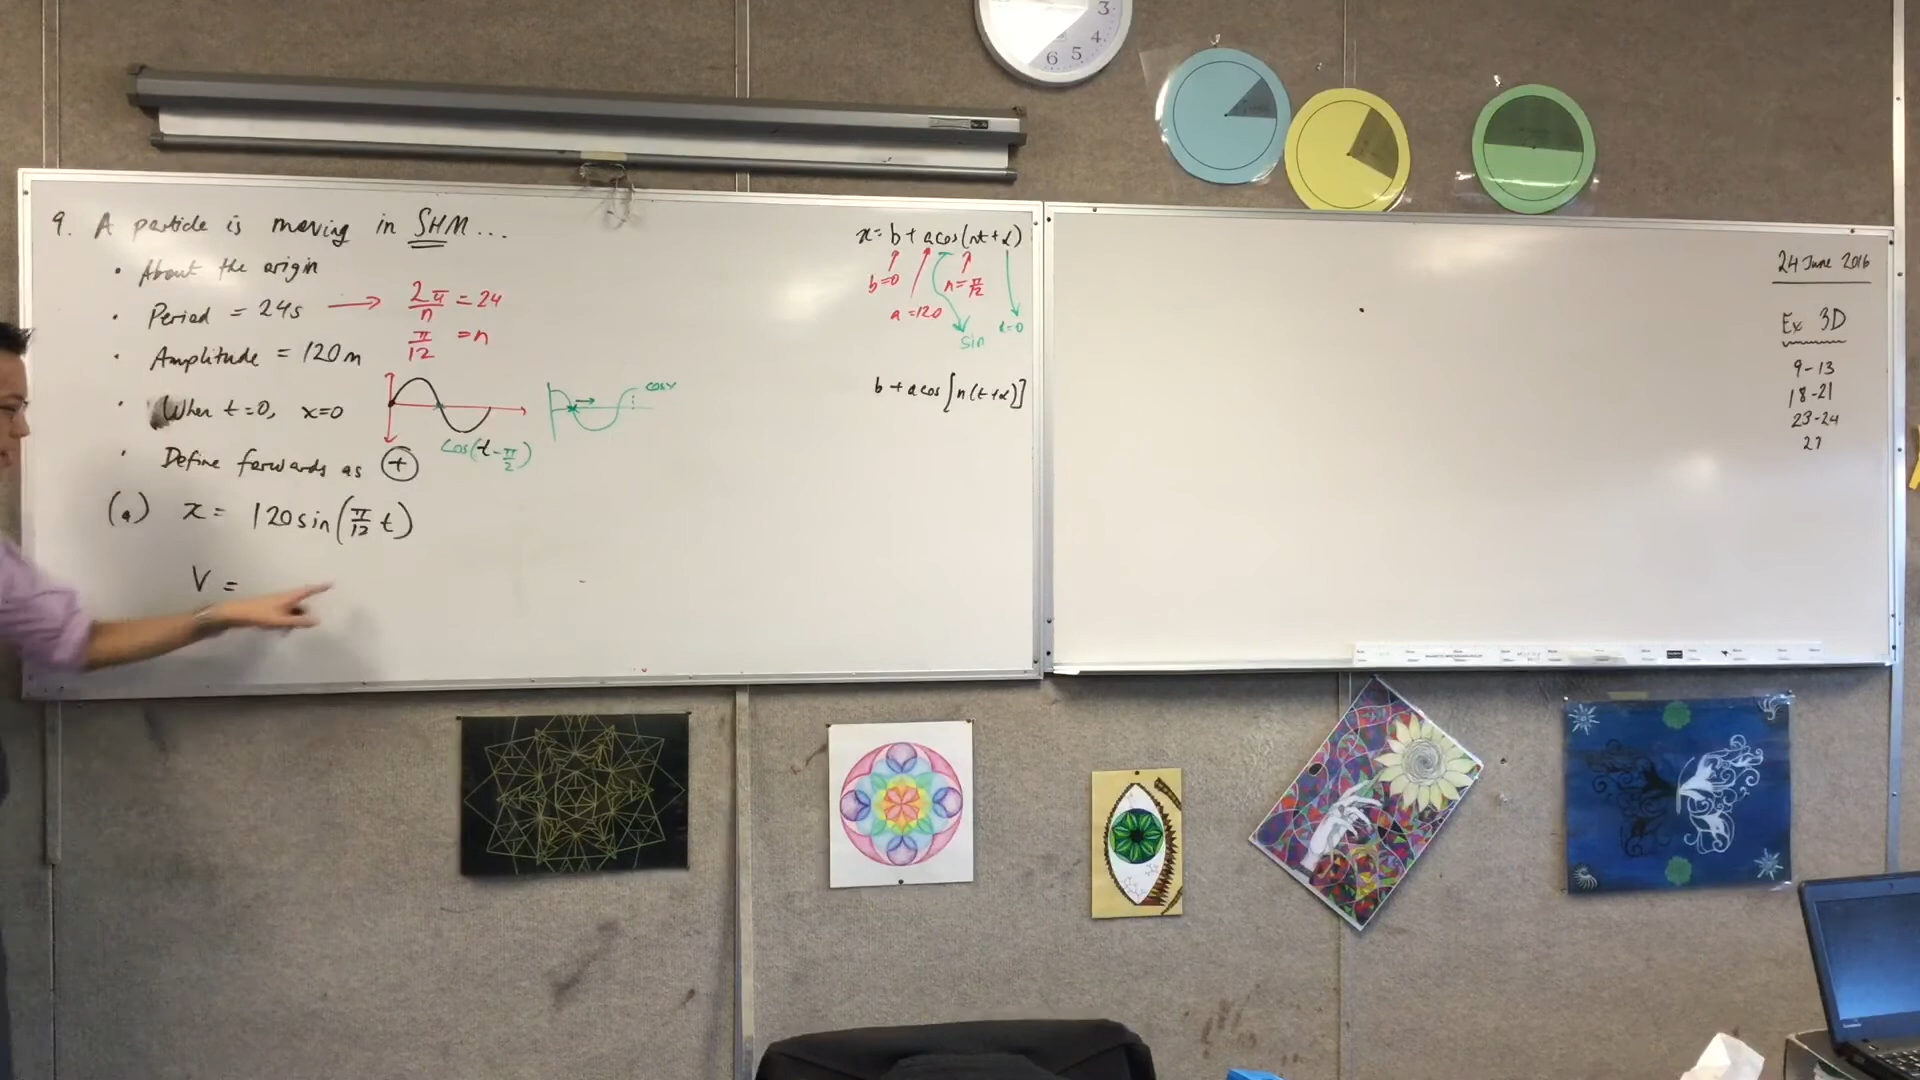 9. A particle is moving in SHM...
• About the origin
• Period = 24s → 2π/n = 24
π/12 = n
• Amplitude = 120m
• When t=0, x=0
cos x
cos(t - π/2)
• Define forwards as +
(a) x = 120 sin(π/12 t)
V =
x = b + a cos(nt + α)
b=0 n = π/12
a = 120 α=0
sin
b + a cos[n(t+α)]
24 June 2016
Ex 3D
9-13
18-21
23-24
27
3
4
5
6